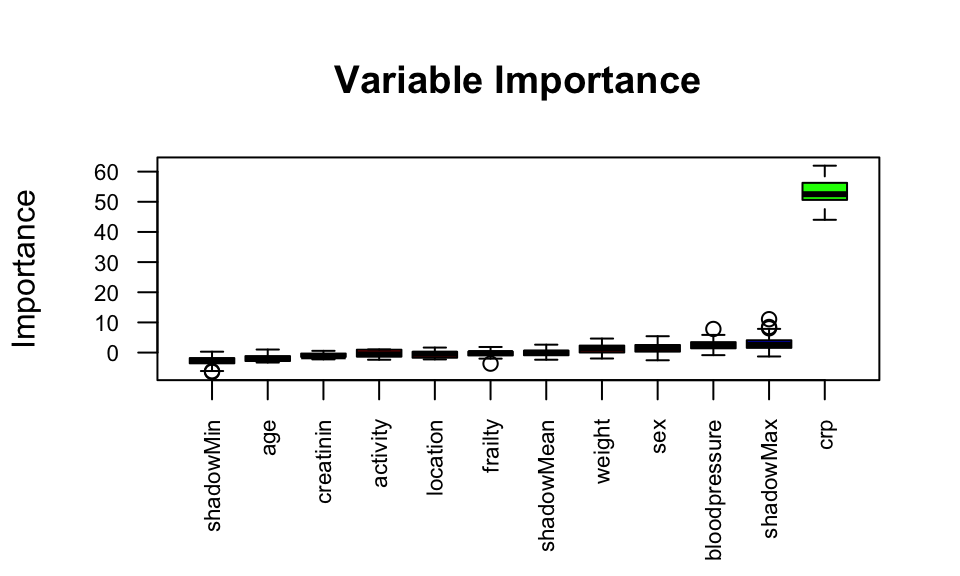 Variable Importance
Importance
60
50
40
30
20
10
0
shadowMin
age
creatinin
activity
location
frailty
shadowMean
weight
sex
bloodpressure
shadowMax
crp